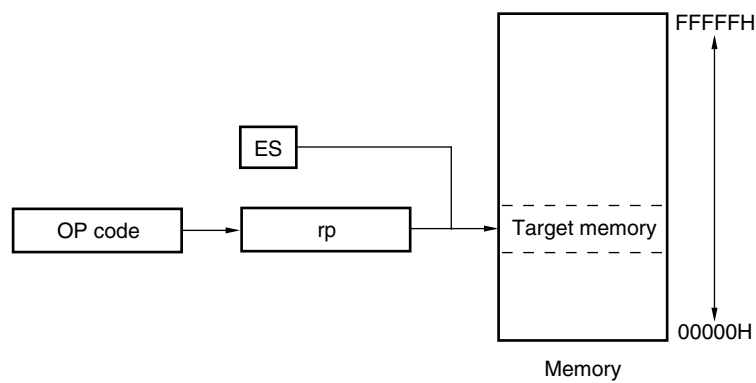 FFFFFH
ES
OP code
rp
Target memory
00000H
Memory